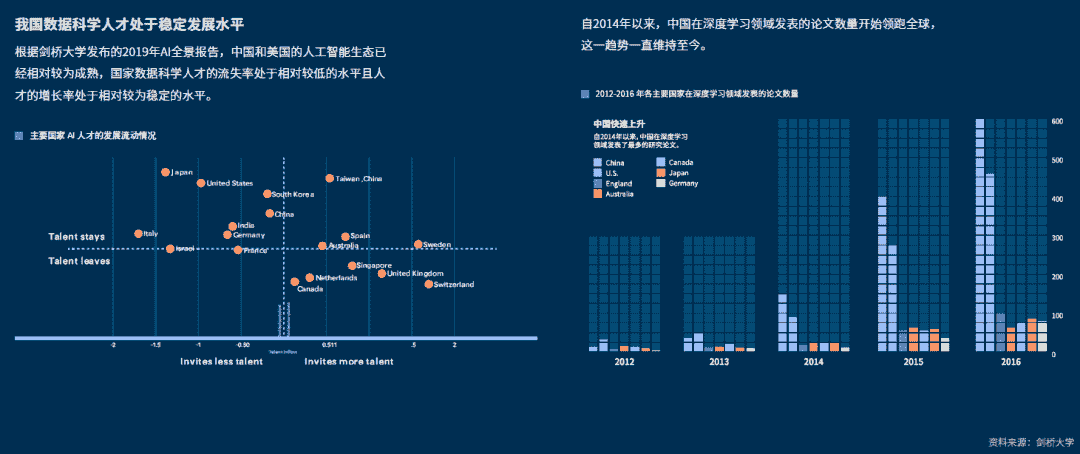 我国数据科学人才处于稳定发展水平
根据剑桥大学发布的2019年AI全景报告,中国和美国的人工智能生态已
经相对较为成熟,国家数据科学人才的流失率处于相对较低的水平且人
才的增长率处于相对较为稳定的水平。
主要国家 AI 人才的发展流动情况
Japan
United States
Taiwan ,China
South Korea
China
India
Italy
Germany
Spain
Talent stays
Israel
France
Australia
Sweden
Talent leaves
Singapore
United Kingdom
Netherlands
Canada
Switzerland
-2
-1.5
-1
-0.50
0.511
.5
2
Invites less talent
Invites more talent
自2014年以来,中国在深度学习领域发表的论文数量开始领跑全球,
这一趋势一直维持至今。
2012-2016 年各主要国家在深度学习领域发表的论文数量
中国快速上升
自2014年以来,中国在深度学习
领域发表了最多的研究论文。
China
Canada
U.S.
Japan
England
Germany
Australia
600
500
400
300
200
100
0
2012
2013
2014
2015
2016
资料来源:剑桥大学